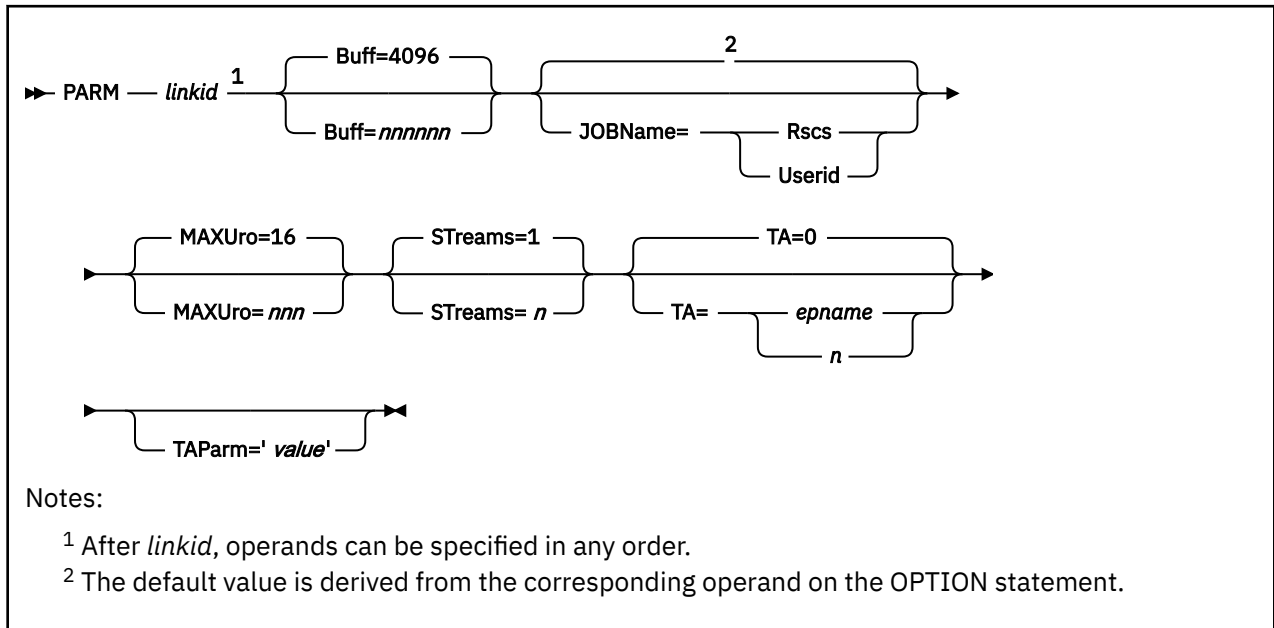 Buff=4096 2
PARM linkid 1
Buff=nnnnnn JOBName= Rscs
Userid
MAXUro=16 STreams=1 TA=0
MAXUro= nnn STreams= n TA= epname
n
TAParm=' value'
Notes:
1 After linkid, operands can be specified in any order.
2 The default value is derived from the corresponding operand on the OPTION statement.